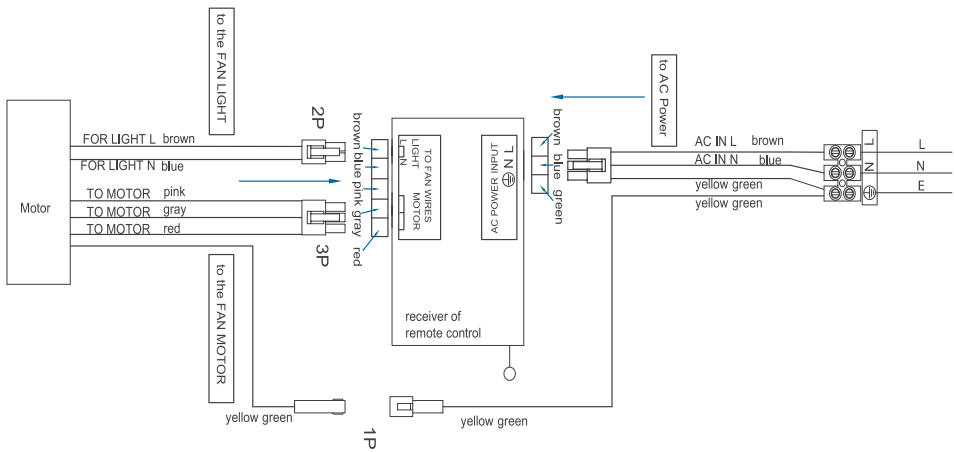 to the FAN LIGHT
FOR LIGHT L brown
FOR LIGHT N blue
TO MOTOR pink
TO MOTOR gray
TO MOTOR red
Motor
to the FAN MOTOR
yellow green
2P
3P
1P
brown
blue
pink
gray
red
L
N
LIGHT
MOTOR
TO FAN WIRES
AC POWER INPUT
L
N
receiver of
remote control
brown
blue
green
to AC Power
AC IN L brown
AC IN N blue
yellow green
yellow green
yellow green
L
N
L
N
E